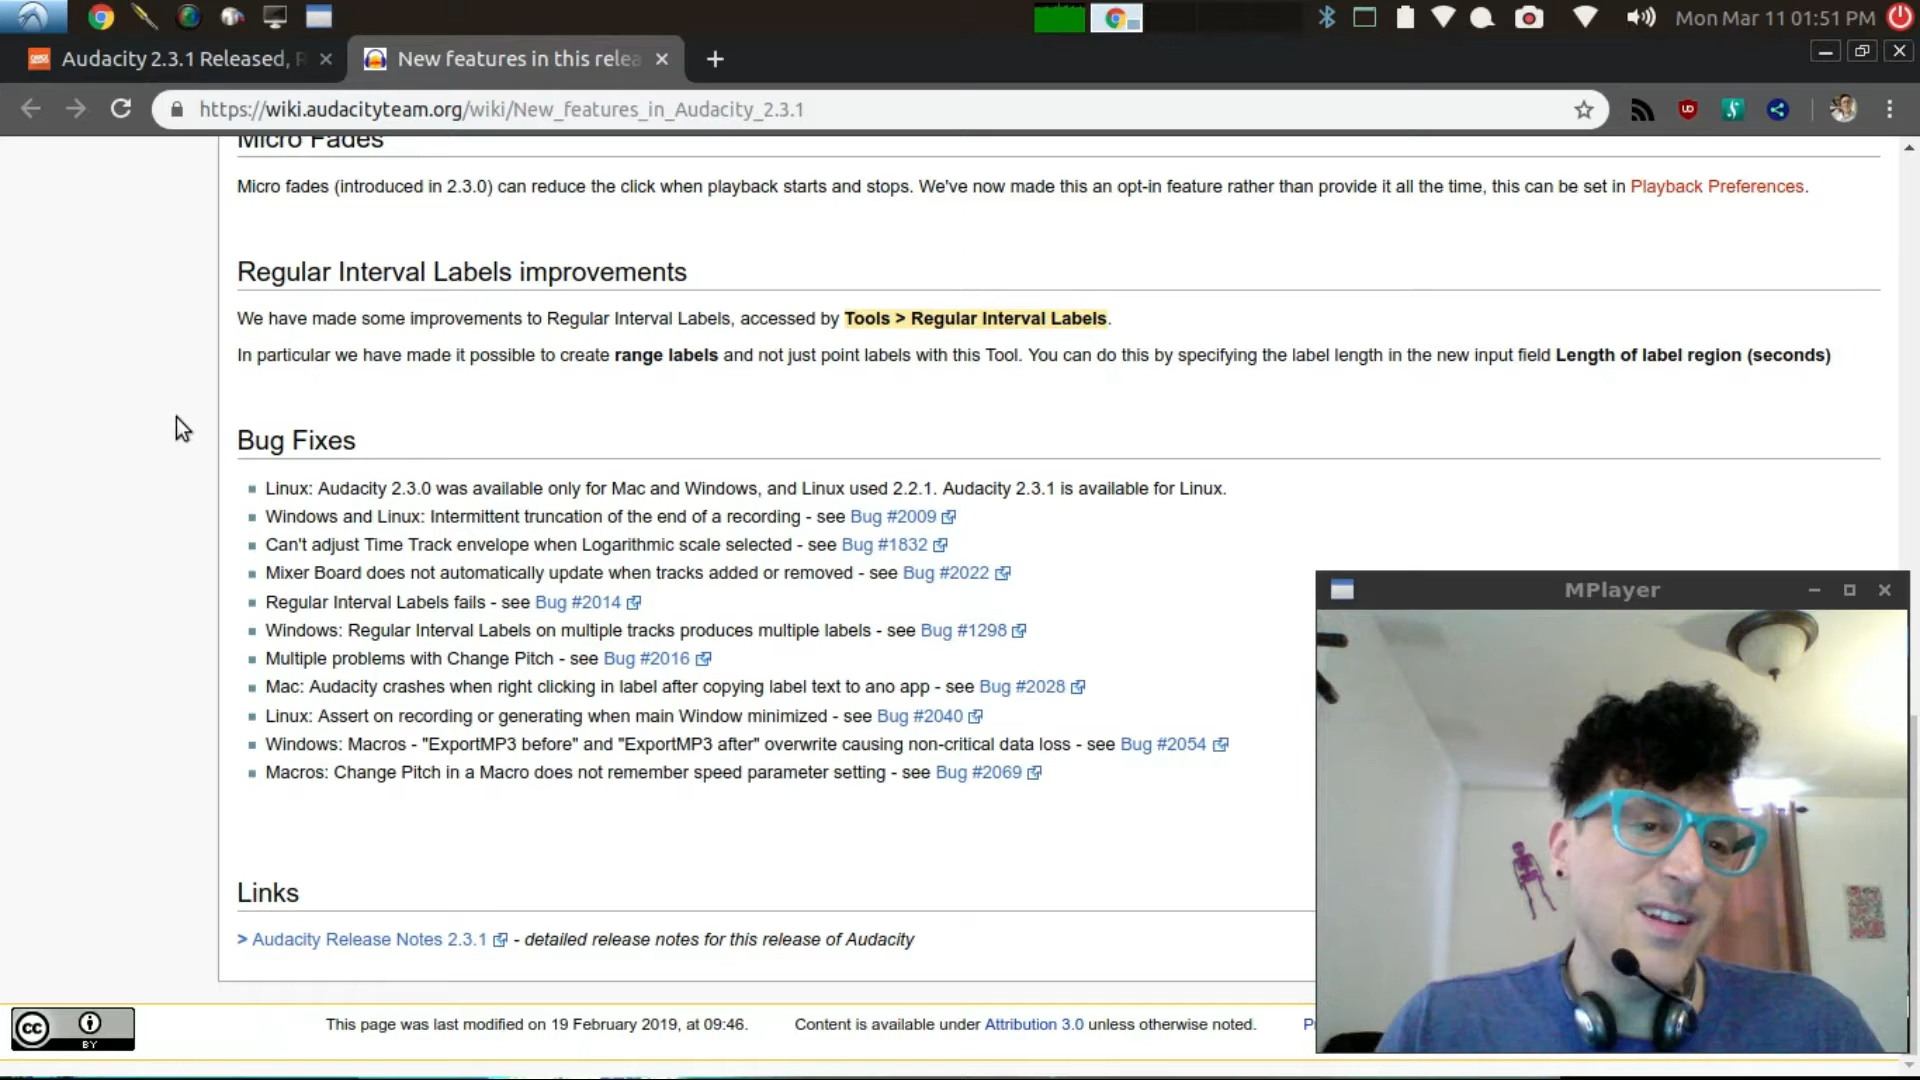 Mon Mar 11 01:51 PM
Audacity 2.3.1 Released, R
New features in this relea
https://wiki.audacityteam.org/wiki/New_features_in_Audacity_2.3.1
Micro Fades
Micro fades (introduced in 2.3.0) can reduce the click when playback starts and stops. We've now made this an opt-in feature rather than provide it all the time, this can be set in Playback Preferences.
Regular Interval Labels improvements
We have made some improvements to Regular Interval Labels, accessed by Tools > Regular Interval Labels.
In particular we have made it possible to create range labels and not just point labels with this Tool. You can do this by specifying the label length in the new input field Length of label region (seconds)
Bug Fixes
Linux: Audacity 2.3.0 was available only for Mac and Windows, and Linux used 2.2.1. Audacity 2.3.1 is available for Linux.
Windows and Linux: Intermittent truncation of the end of a recording - see Bug #2009
Can't adjust Time Track envelope when Logarithmic scale selected - see Bug #1832
Mixer Board does not automatically update when tracks added or removed - see Bug #2022
Regular Interval Labels fails - see Bug #2014
Windows: Regular Interval Labels on multiple tracks produces multiple labels - see Bug #1298
Multiple problems with Change Pitch - see Bug #2016
Mac: Audacity crashes when right clicking in label after copying label text to ano app - see Bug #2028
Linux: Assert on recording or generating when main Window minimized - see Bug #2040
Windows: Macros - "ExportMP3 before" and "ExportMP3 after" overwrite causing non-critical data loss - see Bug #2054
Macros: Change Pitch in a Macro does not remember speed parameter setting - see Bug #2069
MPlayer
Links
> Audacity Release Notes 2.3.1 - detailed release notes for this release of Audacity
cc
BY
This page was last modified on 19 February 2019, at 09:46.
Content is available under Attribution 3.0 unless otherwise noted.